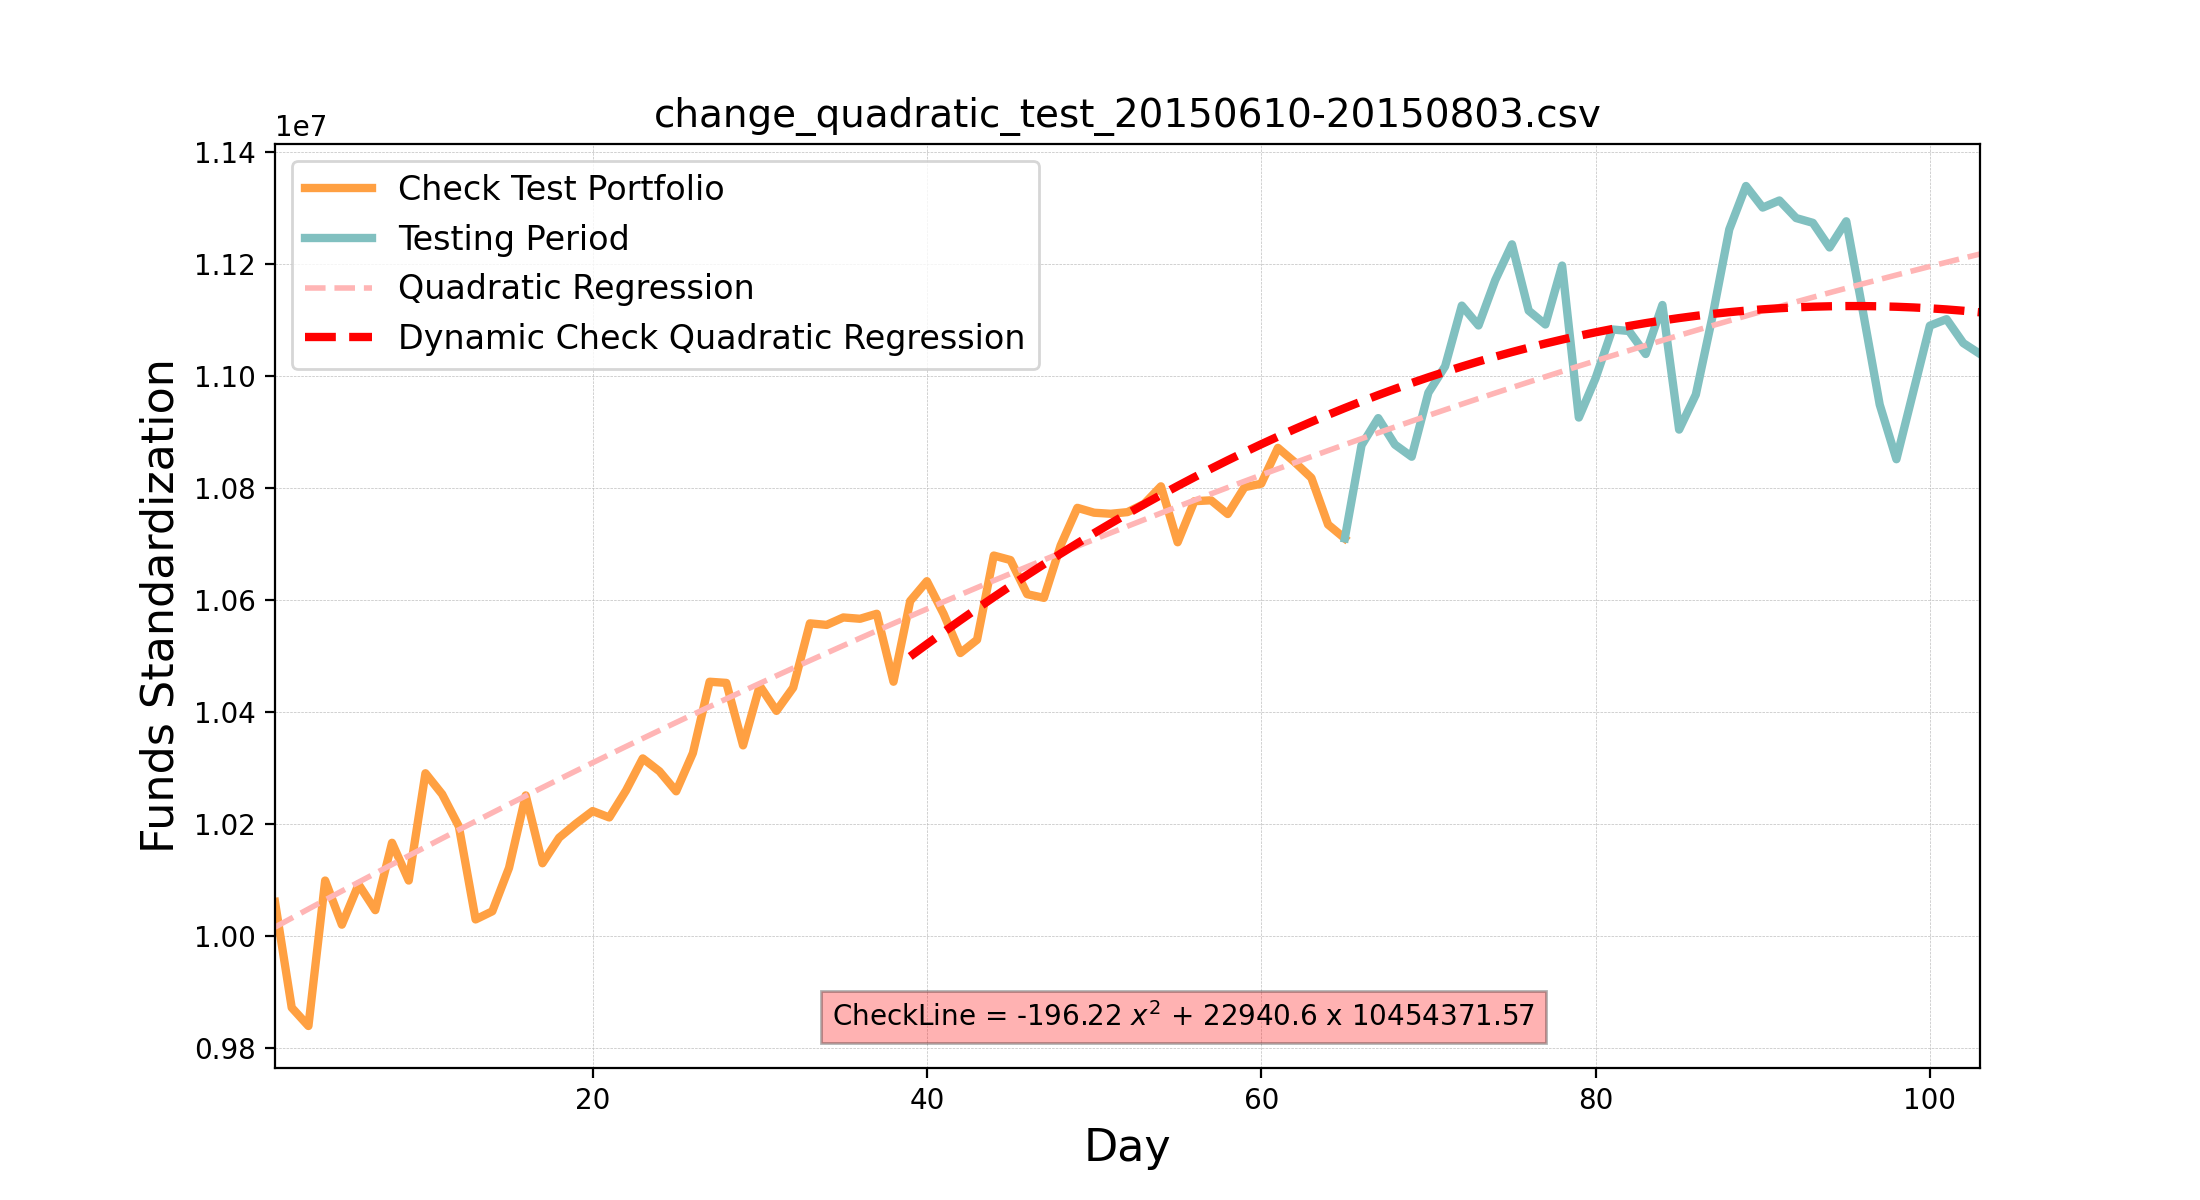 change_quadratic_test_20150610-20150803.csv
1e7
1.14
1.12
1.10
1.08
1.06
1.04
1.02
1.00
0.98
Funds Standardization
Check Test Portfolio
Testing Period
Quadratic Regression
Dynamic Check Quadratic Regression
CheckLine = -196.22 x² + 22940.6 x 10454371.57
20 40 60 80 100
Day